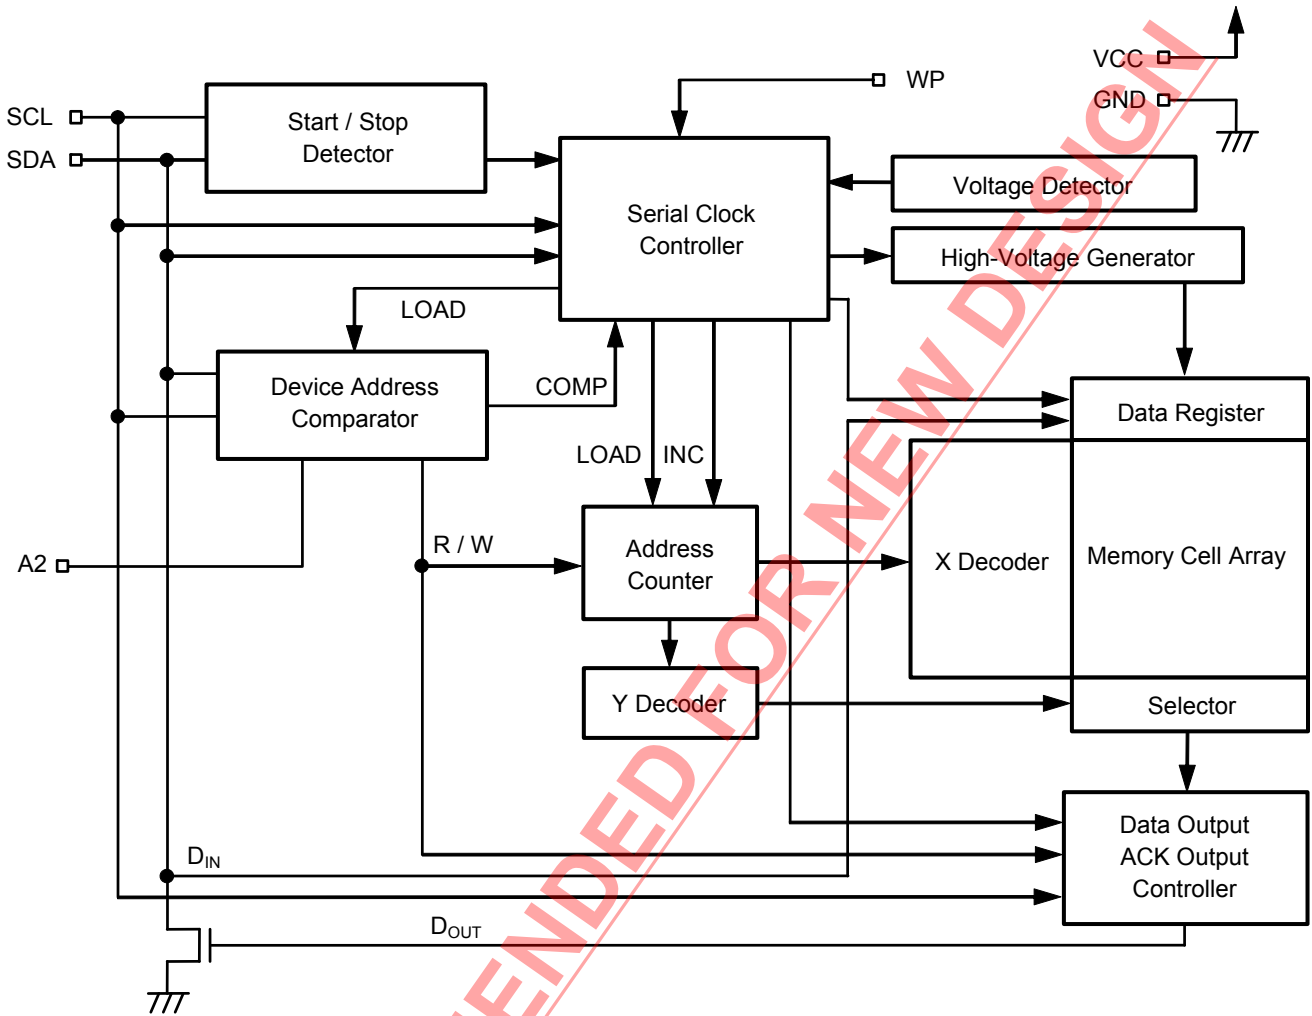 VCC
WP
GND
SCL
SDA
Start / Stop
Detector
Voltage Detector
Serial Clock
Controller
High-Voltage Generator
LOAD
Device Address
Comparator
COMP
Data Register
LOAD
INC
R / W
A2
Address
Counter
X Decoder
Memory Cell Array
Y Decoder
Selector
Data Output
ACK Output
Controller
DIN
DOUT
ENDED FOR NEW DESIGN